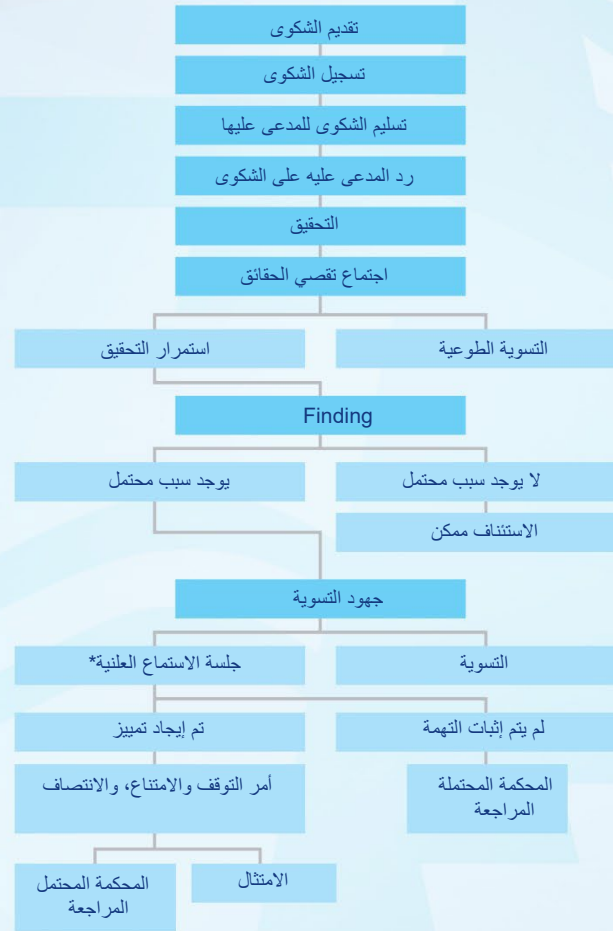 تقديم الشكوى
تسجيل الشكوى
تسليم الشكوى للمدعى عليها
رد المدعى عليه على الشكوى
التحقيق
اجتماع تقصي الحقائق
التسوية الطوعية
استمرار التحقيق
Finding
لا يوجد سبب محتمل
يوجد سبب محتمل
الاستئناف ممكن
جهود التسوية
التسوية
جلسة الاستماع العلنية*
لم يتم إثبات التهمة
تم إيجاد تمييز
المحكمة المحتملة
المراجعة
أمر التوقف والامتناع، والانتصاف
الامتثال
المحكمة المحتمل
المراجعة